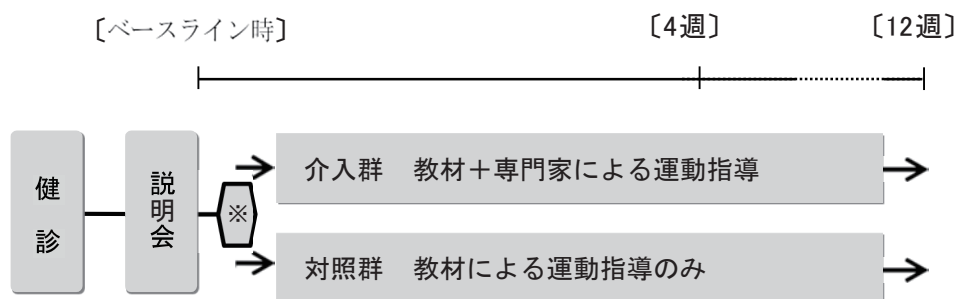 〔ベースライン時〕 〔4週〕 〔12週〕
健診
説明会
※
介入群 教材＋専門家による運動指導
対照群 教材による運動指導のみ